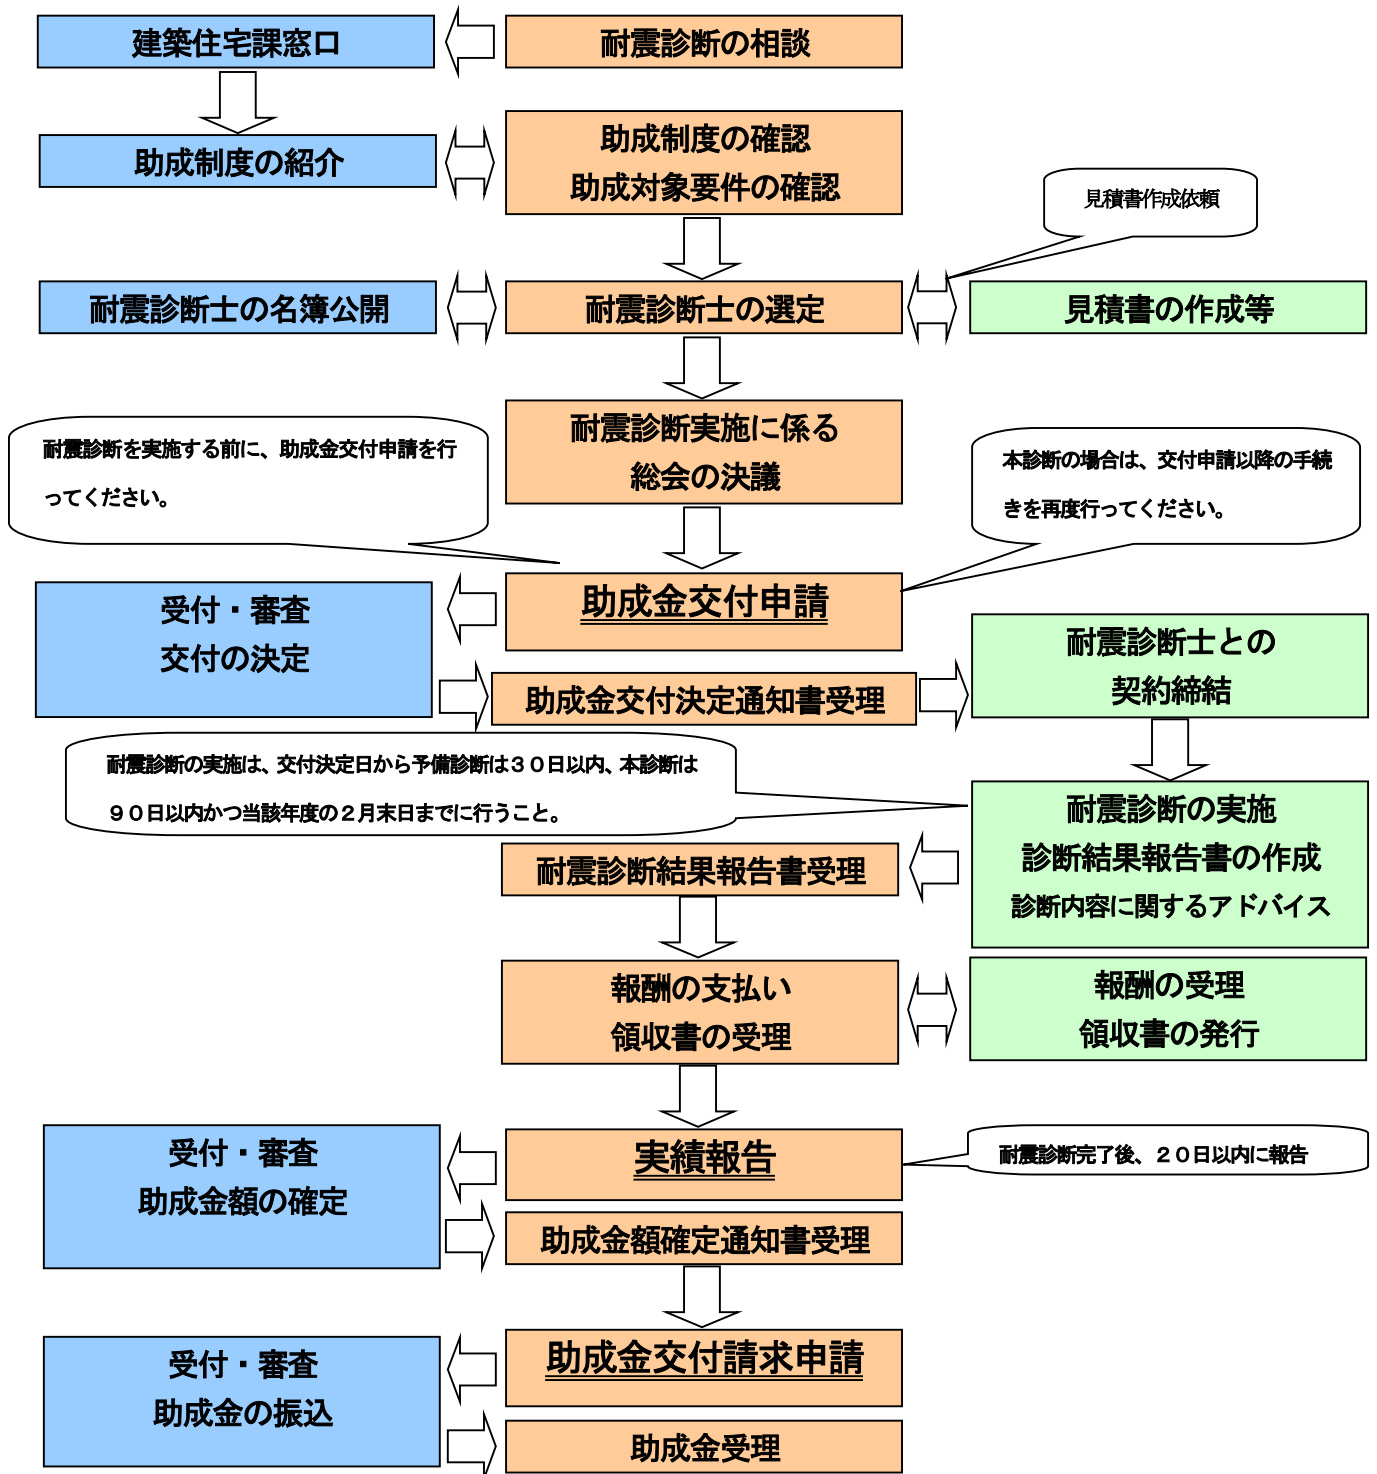 建築住宅課窓口
耐震診断の相談
助成制度の紹介
助成制度の確認
助成対象要件の確認
見積書作成依頼
耐震診断士の名簿公開
耐震診断士の選定
見積書の作成等
耐震診断実施に係る
総会の決議
耐震診断を実施する前に、助成金交付申請を行
ってください。
本診断の場合は、交付申請以降の手続
きを再度行ってください。
助成金交付申請
受付・審査
交付の決定
助成金交付決定通知書受理
耐震診断士との
契約締結
耐震診断の実施は、交付決定日から予備診断は３０日以内、本診断は
９０日以内かつ当該年度の２月末日までに行うこと。
耐震診断の実施
診断結果報告書の作成
診断内容に関するアドバイス
耐震診断結果報告書受理
報酬の支払い
領収書の受理
報酬の受理
領収書の発行
受付・審査
助成金額の確定
実績報告
耐震診断完了後、２０日以内に報告
助成金額確定通知書受理
受付・審査
助成金の振込
助成金交付請求申請
助成金受理